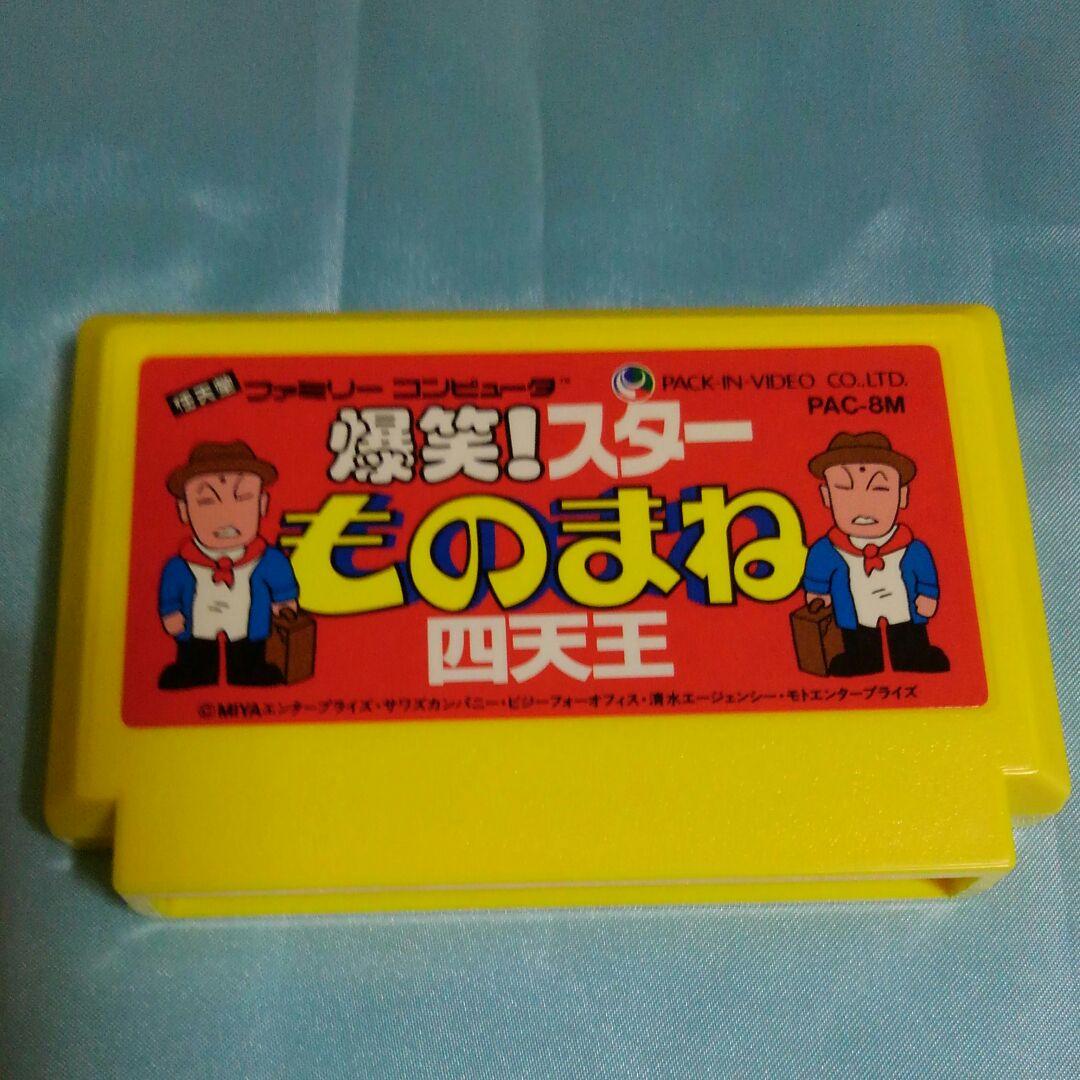 任天堂 ファミリー コンピュータ™
PACK-IN-VIDEO CO.,LTD.
PAC-8M
爆笑!スター
ものまね
四天王
©MIYAエンタープライズ・サワズカンパニー・ビジーフォーオフィス・清水エージェンシー・モトエンタープライズ